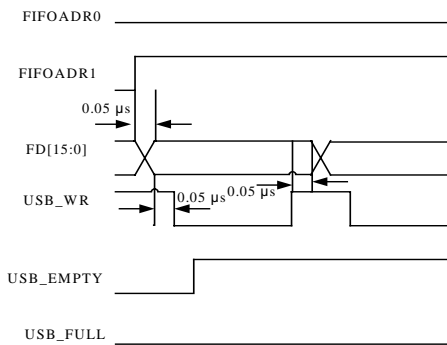 FIFOADR0
FIFOADR1
0.05 μs
FD[15:0]
0.05 μs
0.05 μs
USB_WR
USB_EMPTY
USB_FULL